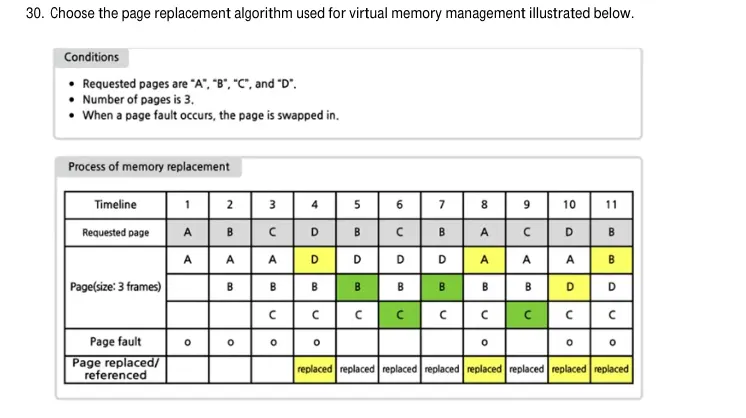 30. Choose the page replacement algorithm used for virtual memory management illustrated below.
Conditions
• Requested pages are "A", "B", "C", and "D".
• Number of pages is 3.
• When a page fault occurs, the page is swapped in.
Process of memory replacement
Timeline 1 2 3 4 5 6 7 8 9 10 11
Requested page A B C D B C B A C D B
A A A D D D D A A A B
Page(size: 3 frames) B B B B B B B B D D
C C C C C C C C C
Page fault o o o o o o o
Page replaced/
referenced replaced replaced replaced replaced replaced replaced replaced replaced